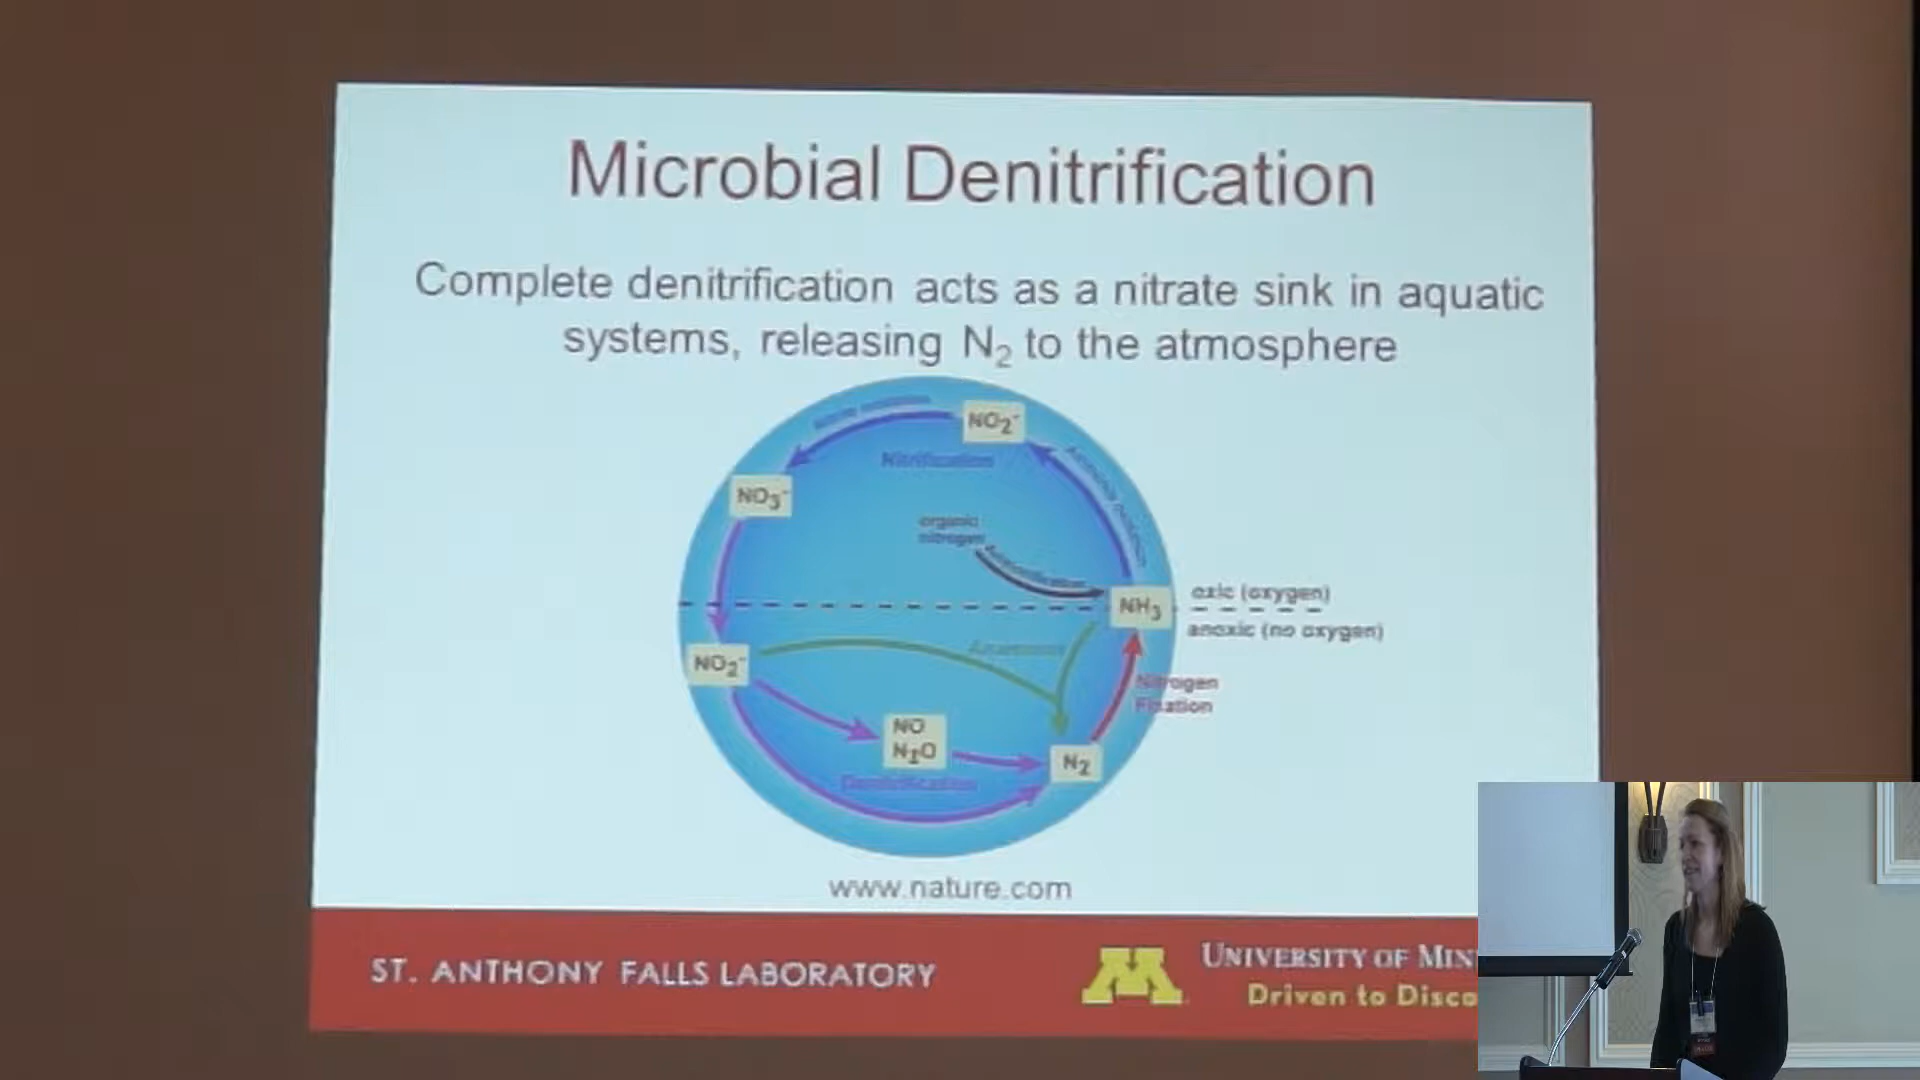 Microbial Denitrification
Complete denitrification acts as a nitrate sink in aquatic
systems, releasing N₂ to the atmosphere
NO₂⁻
Nitrification
NO₃⁻
organic
nitrogen
NH₃
oxic (oxygen)
anoxic (no oxygen)
NO₂⁻
Anammox
Nitrogen
Fixation
NO
N₂O
N₂
Denitrification
www.nature.com
ST. ANTHONY FALLS LABORATORY
M
UNIVERSITY OF MIN
Driven to Disco